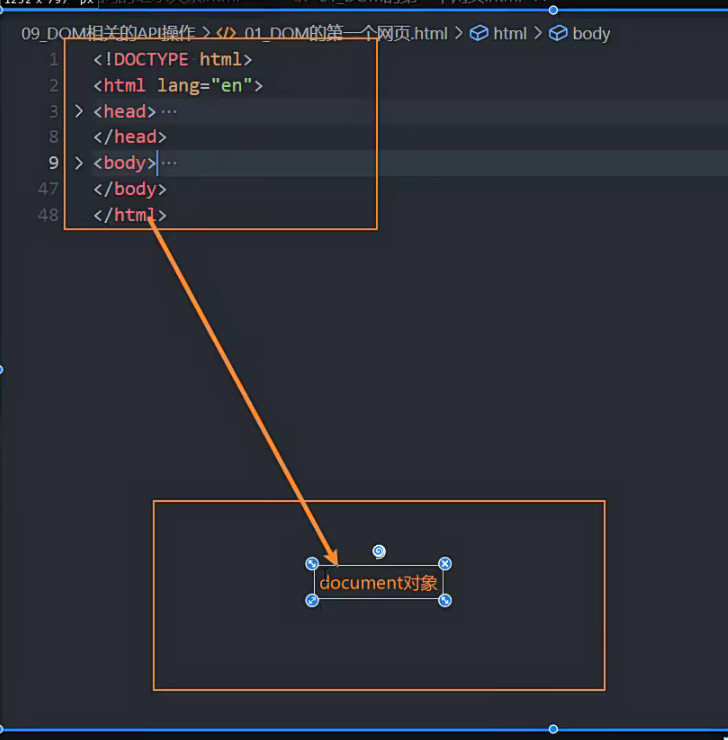 09_DOM相关的API操作 > 01_DOM的第一个网页.html > html > body
1 <!DOCTYPE html>
2 <html lang="en">
3 > <head> ...
8 </head>
9 > <body> ...
47 </body>
48 </html>
document对象